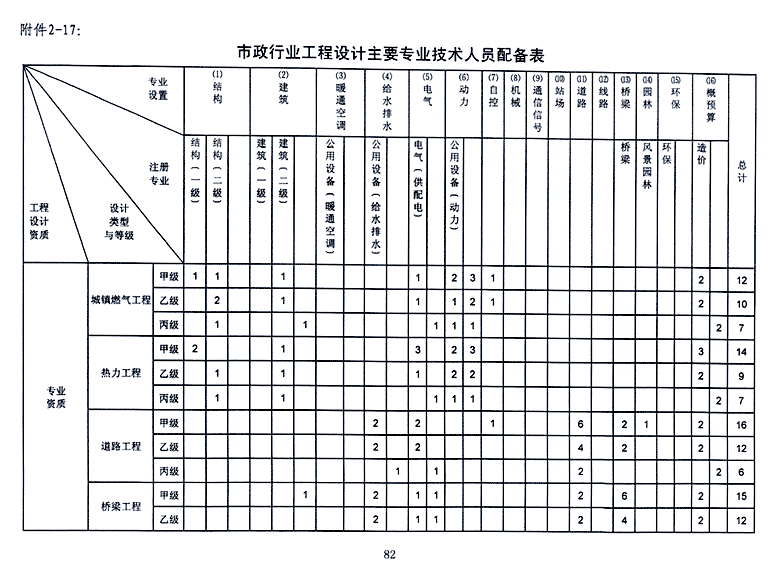 附件2-17:
市政行业工程设计主要专业技术人员配备表
专业设置 (1)结构 (2)建筑 (3)暖通空调 (4)给水排水 (5)电气 (6)动力 (7)自控 (8)机械 (9)通信信号 (10)站场 (11)道路 (12)线路 (13)桥梁 (14)园林 (15)环保 (16)概预算 总计
注册专业 结构(一级) 结构(二级) 建筑(一级) 建筑(二级) 公用设备(暖通空调) 公用设备(给水排水) 电气(供配电) 公用设备(动力) 桥梁 风景园林 环保 造价
工程设计资质 设计类型与等级
专业资质
城镇燃气工程 甲级 1 1 1 1 2 3 1 2 12
乙级 2 1 1 1 2 1 2 10
丙级 1 1 1 1 1 2 7
热力工程 甲级 2 1 3 2 3 3 14
乙级 1 1 1 2 2 2 9
丙级 1 1 1 1 1 2 7
道路工程 甲级 2 2 1 6 2 1 2 16
乙级 2 2 4 2 2 12
丙级 1 1 2 2 6
桥梁工程 甲级 1 2 1 1 2 6 2 15
乙级 2 1 1 2 4 2 12
82